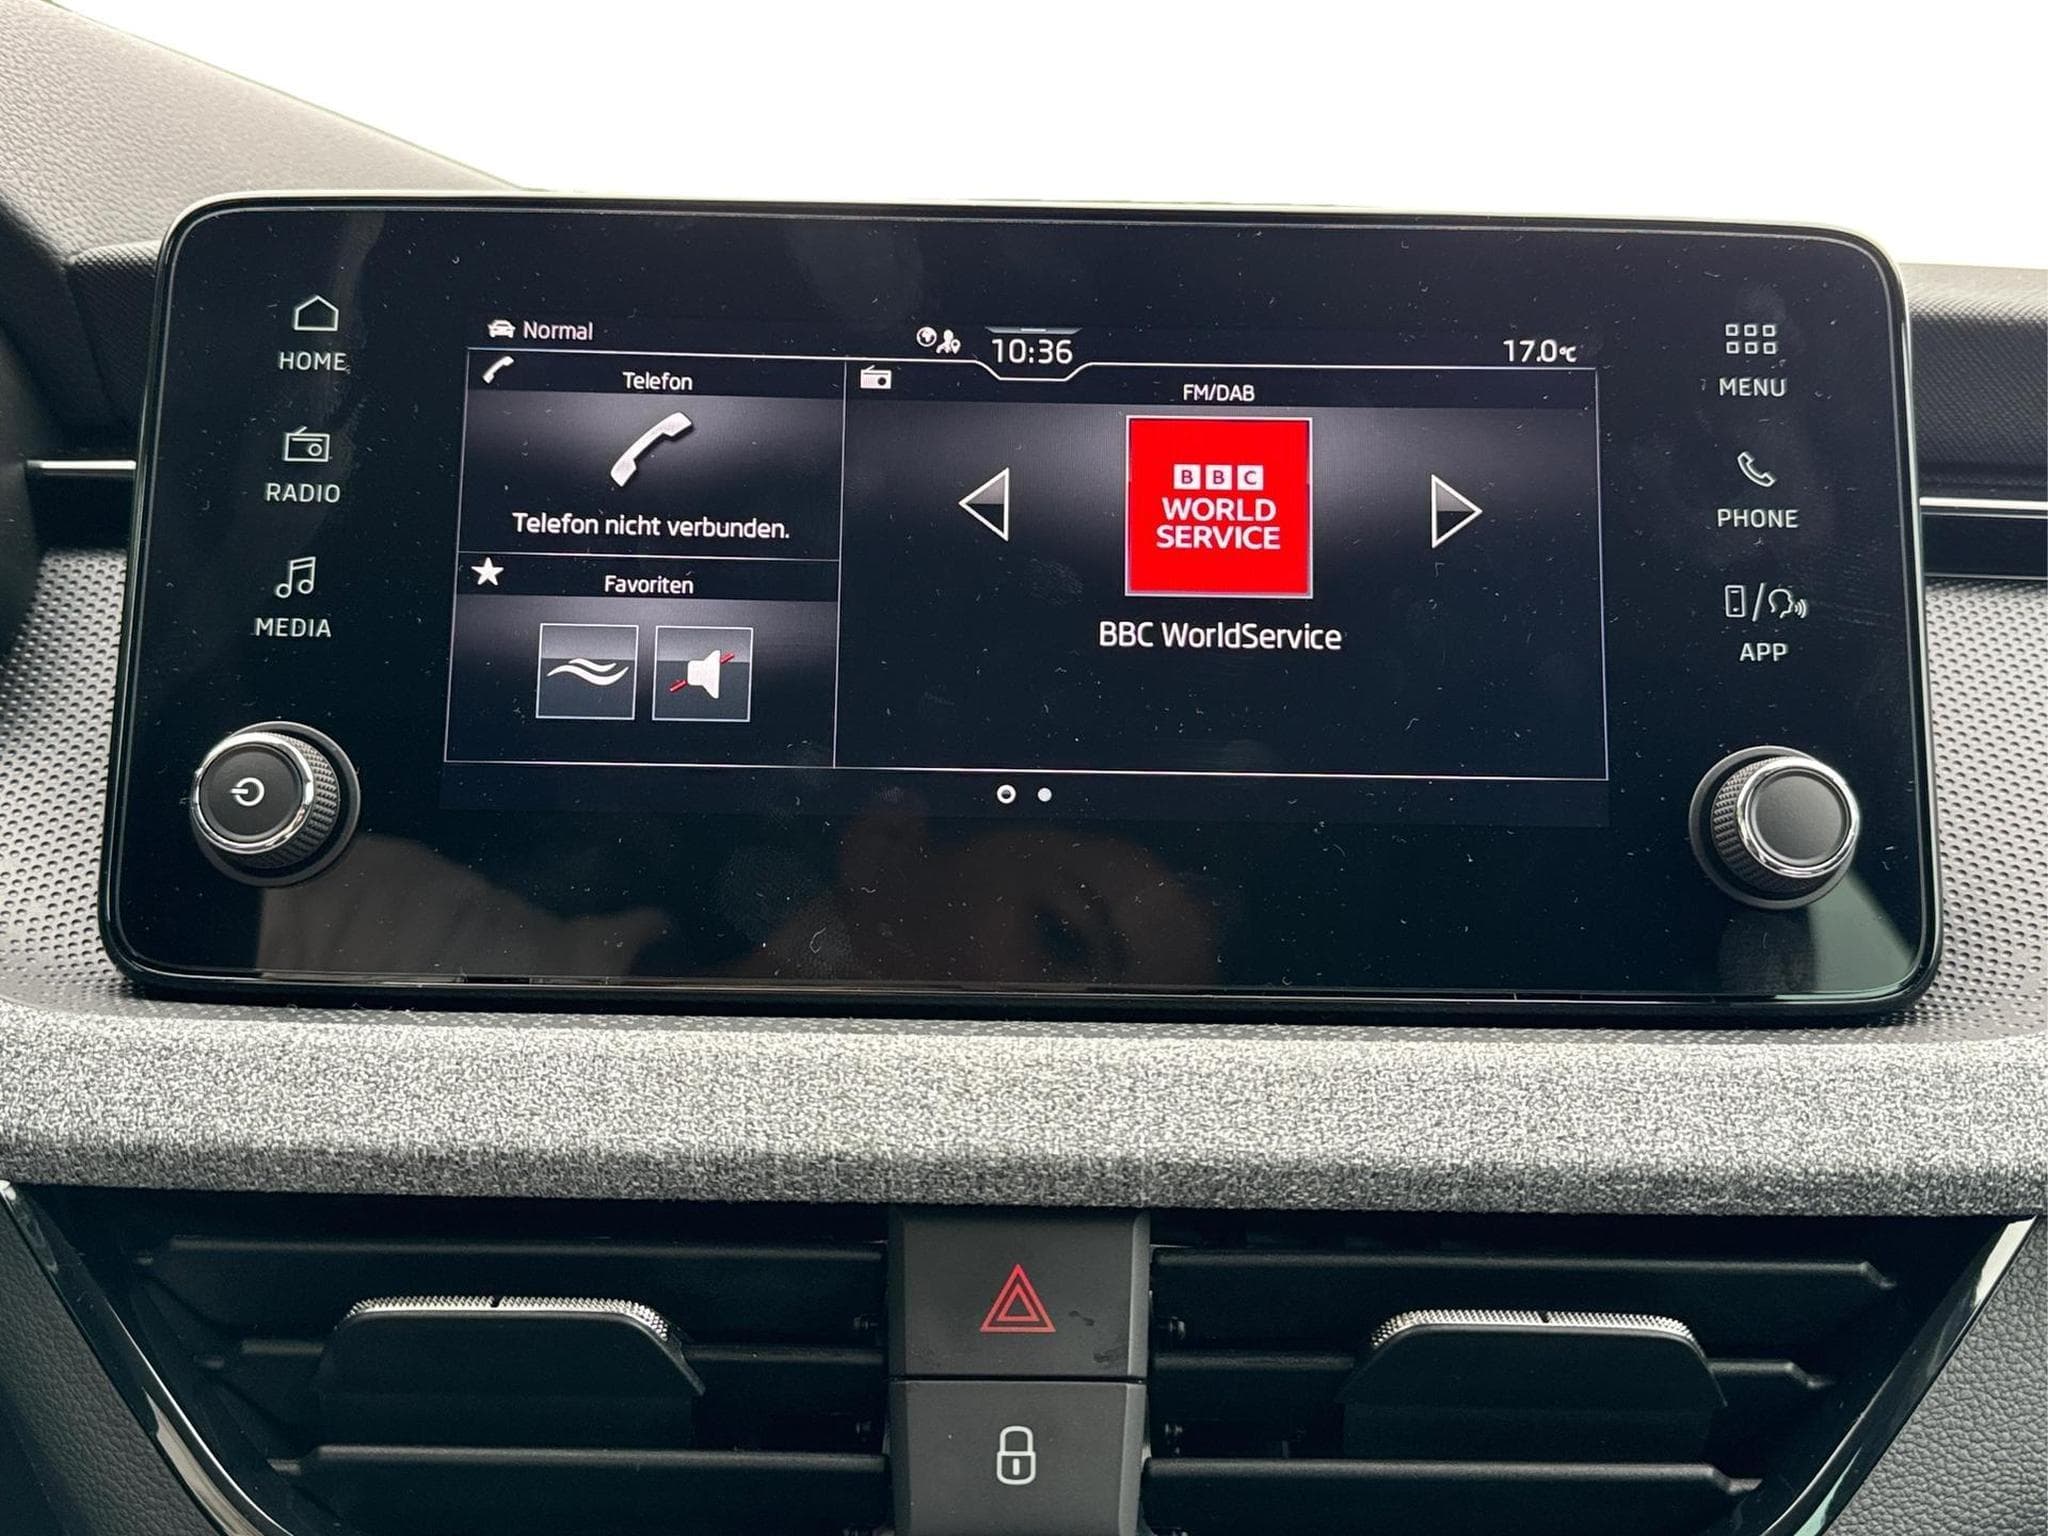 HOME
RADIO
MEDIA
Normal
10:36
17.0°C
Telefon
Telefon nicht verbunden.
Favoriten
FM/DAB
BBC
WORLD
SERVICE
BBC WorldService
MENU
PHONE
APP